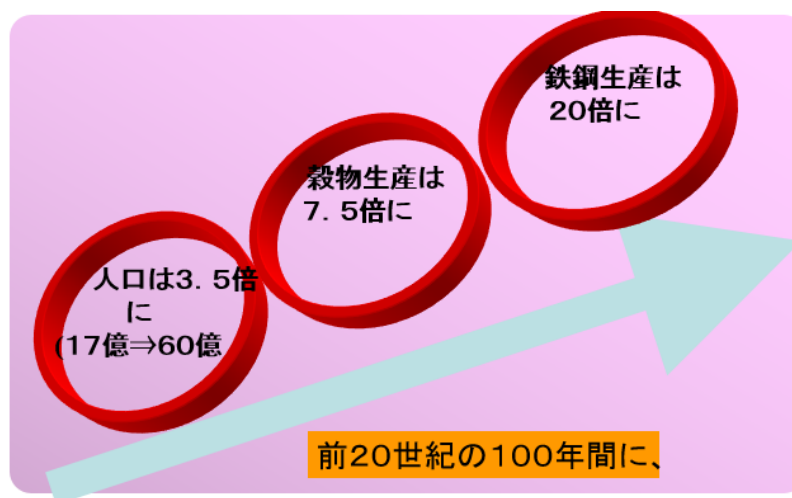 鉄鋼生産は
20倍に
穀物生産は
7. 5倍に
人口は3. 5倍
に
(17億⇒60億
前20世紀の100年間に、